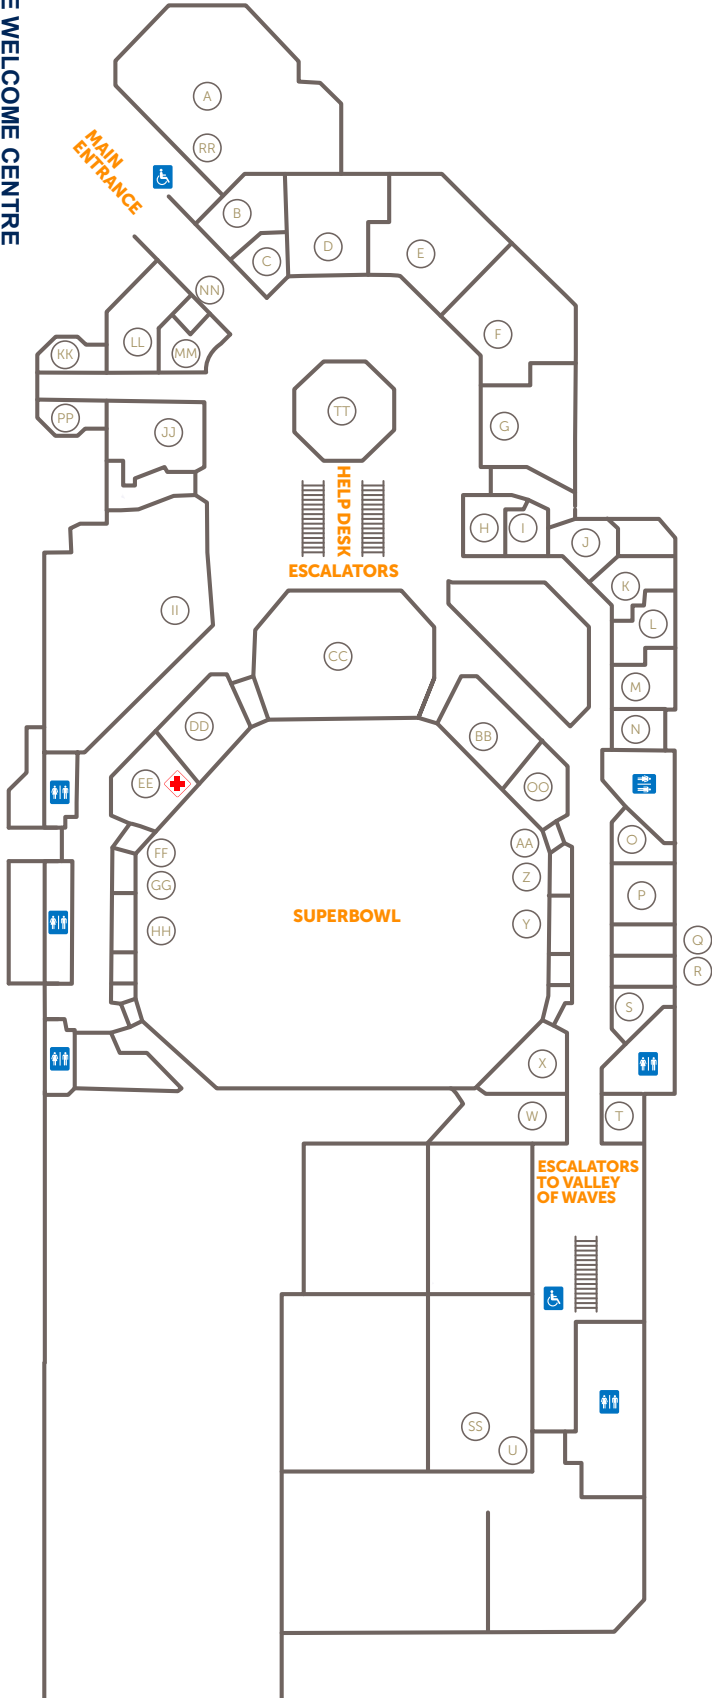 E WELCOME CENTRE
A
RR
MAIN
ENTRANCE
B
C
D
E
NN
F
LL
MM
KK
PP
JJ
TT
G
HELP DESK
H
I
J
ESCALATORS
K
L
II
CC
M
N
DD
BB
EE
OO
O
FF
AA
GG
Z
P
HH
SUPERBOWL
Y
Q
R
S
X
W
T
ESCALATORS
TO VALLEY
OF WAVES
SS
U